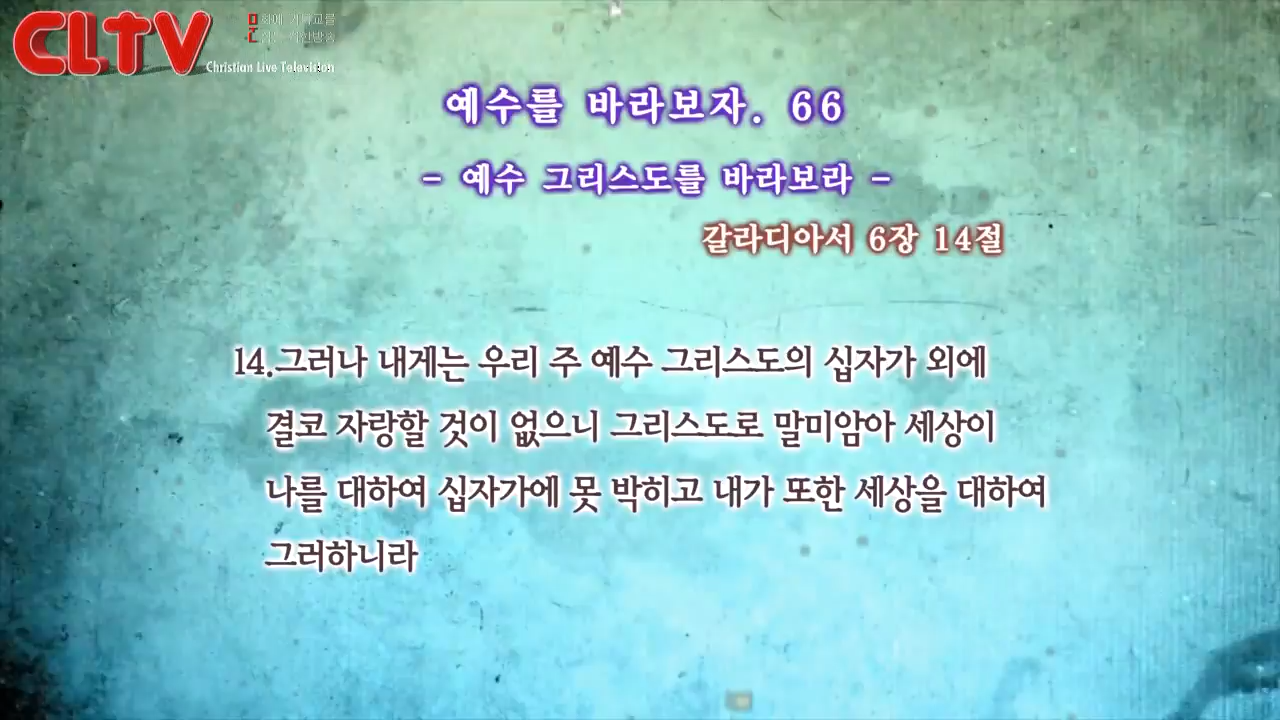 CLTV
Christian Live Television
예수를 바라보자. 66
- 예수 그리스도를 바라보라 -
갈라디아서 6장 14절
14.그러나 내게는 우리 주 예수 그리스도의 십자가 외에
결코 자랑할 것이 없으니 그리스도로 말미암아 세상이
나를 대하여 십자가에 못 박히고 내가 또한 세상을 대하여
그러하니라